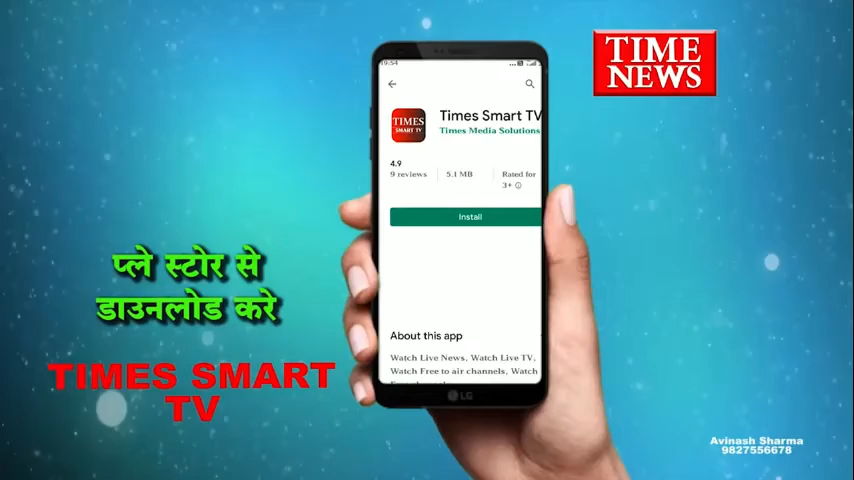 TIME
NEWS
19:54
Times Smart TV
Times Media Solutions
TIMES
SMART TV
4.9
9 reviews
5.1 MB
Rated for
3+
Install
प्ले स्टोर से
डाउनलोड करे
About this app
Watch Live News, Watch Live TV,
Watch Free to air channels, Watch
TIMES SMART
TV
LG
Avinash Sharma
9827556678